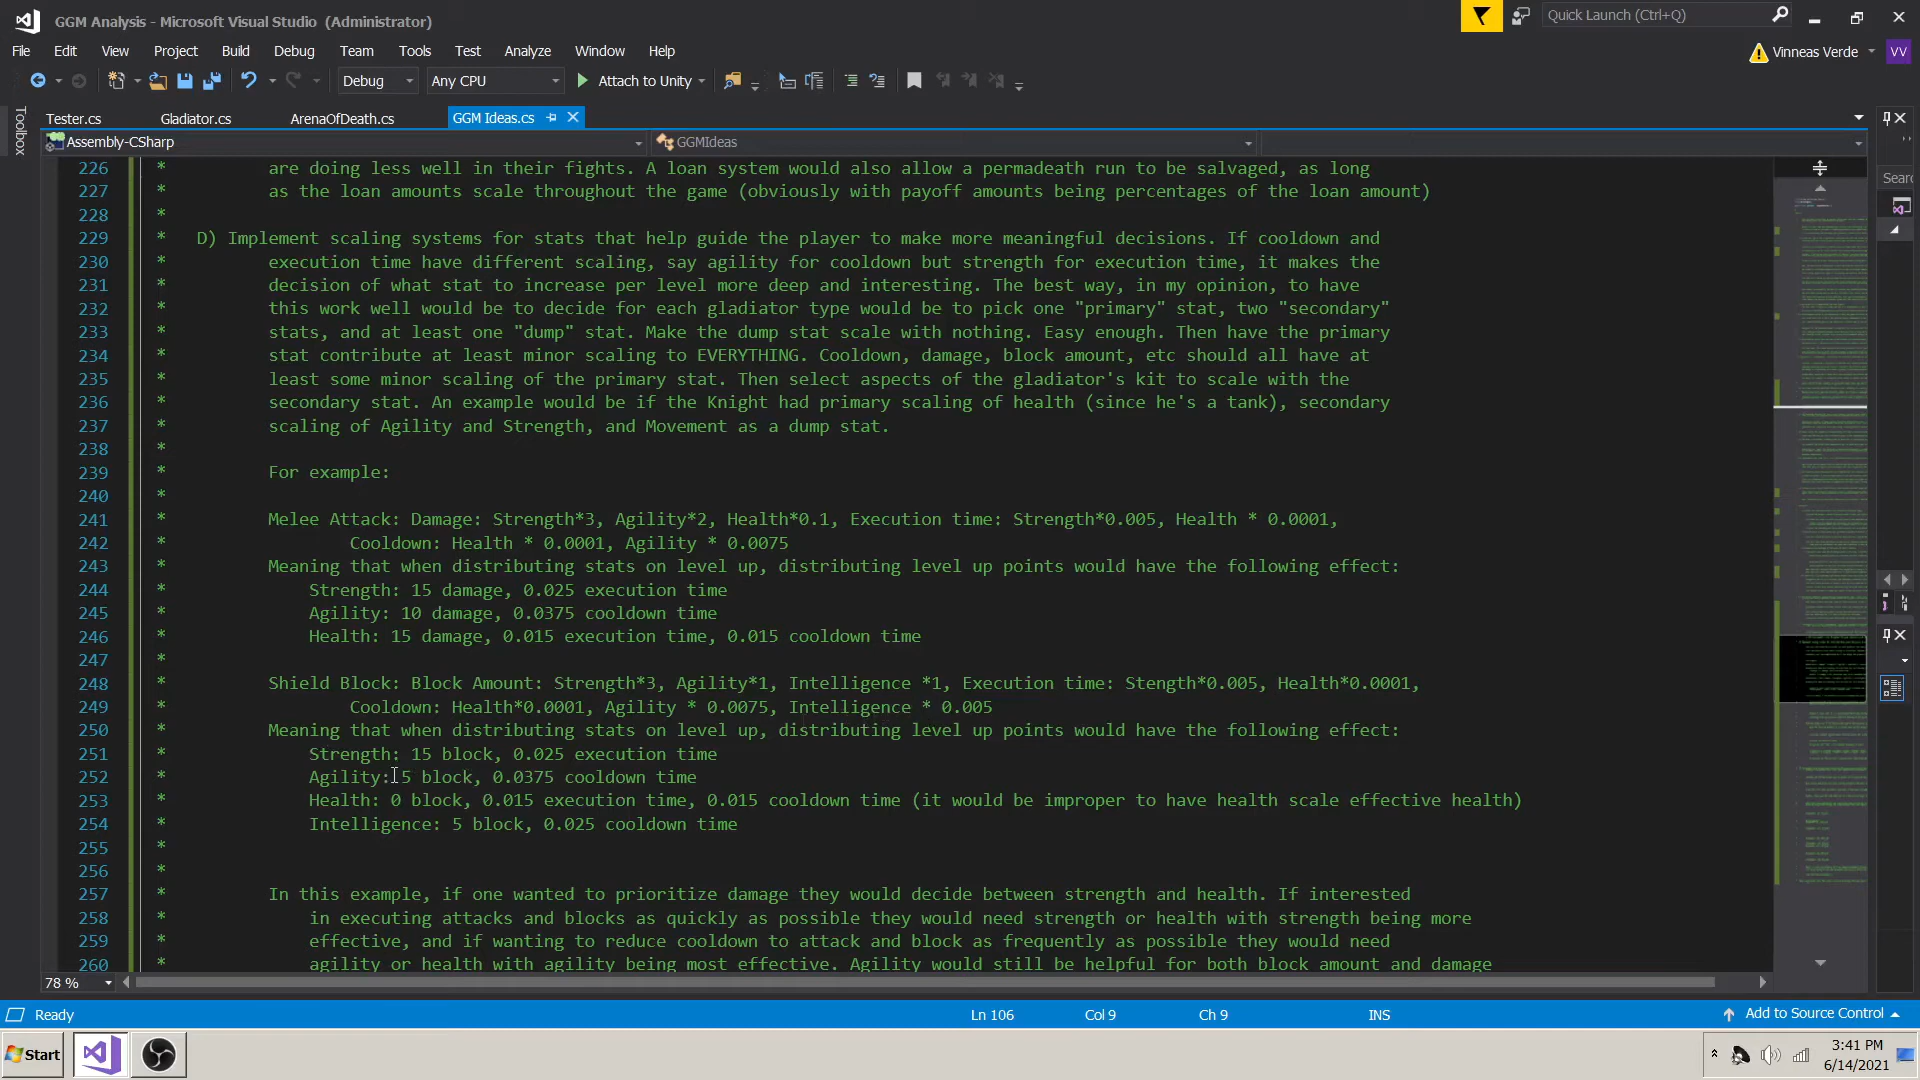 GGM Analysis - Microsoft Visual Studio (Administrator)
Quick Launch (Ctrl+Q)
File Edit View Project Build Debug Team Tools Test Analyze Window Help
Vinneas Verde VV
Debug Any CPU Attach to Unity
Toolbox
Tester.cs Gladiator.cs ArenaOfDeath.cs GGM Ideas.cs
Assembly-CSharp GGMIdeas
Sear
226 * are doing less well in their fights. A loan system would also allow a permadeath run to be salvaged, as long
227 * as the loan amounts scale throughout the game (obviously with payoff amounts being percentages of the loan amount)
228 *
229 * D) Implement scaling systems for stats that help guide the player to make more meaningful decisions. If cooldown and
230 * execution time have different scaling, say agility for cooldown but strength for execution time, it makes the
231 * decision of what stat to increase per level more deep and interesting. The best way, in my opinion, to have
232 * this work well would be to decide for each gladiator type would be to pick one "primary" stat, two "secondary"
233 * stats, and at least one "dump" stat. Make the dump stat scale with nothing. Easy enough. Then have the primary
234 * stat contribute at least minor scaling to EVERYTHING. Cooldown, damage, block amount, etc should all have at
235 * least some minor scaling of the primary stat. Then select aspects of the gladiator's kit to scale with the
236 * secondary stat. An example would be if the Knight had primary scaling of health (since he's a tank), secondary
237 * scaling of Agility and Strength, and Movement as a dump stat.
238 *
239 * For example:
240 *
241 * Melee Attack: Damage: Strength*3, Agility*2, Health*0.1, Execution time: Strength*0.005, Health * 0.0001,
242 * Cooldown: Health * 0.0001, Agility * 0.0075
243 * Meaning that when distributing stats on level up, distributing level up points would have the following effect:
244 * Strength: 15 damage, 0.025 execution time
245 * Agility: 10 damage, 0.0375 cooldown time
246 * Health: 15 damage, 0.015 execution time, 0.015 cooldown time
247 *
248 * Shield Block: Block Amount: Strength*3, Agility*1, Intelligence *1, Execution time: Stength*0.005, Health*0.0001,
249 * Cooldown: Health*0.0001, Agility * 0.0075, Intelligence * 0.005
250 * Meaning that when distributing stats on level up, distributing level up points would have the following effect:
251 * Strength: 15 block, 0.025 execution time
252 * Agility: 5 block, 0.0375 cooldown time
253 * Health: 0 block, 0.015 execution time, 0.015 cooldown time (it would be improper to have health scale effective health)
254 * Intelligence: 5 block, 0.025 cooldown time
255 *
256 *
257 * In this example, if one wanted to prioritize damage they would decide between strength and health. If interested
258 * in executing attacks and blocks as quickly as possible they would need strength or health with strength being more
259 * effective, and if wanting to reduce cooldown to attack and block as frequently as possible they would need
260 * agility or health with agility being most effective. Agility would still be helpful for both block amount and damage
78 %
Ready Ln 106 Col 9 Ch 9 INS Add to Source Control
Start 3:41 PM
6/14/2021